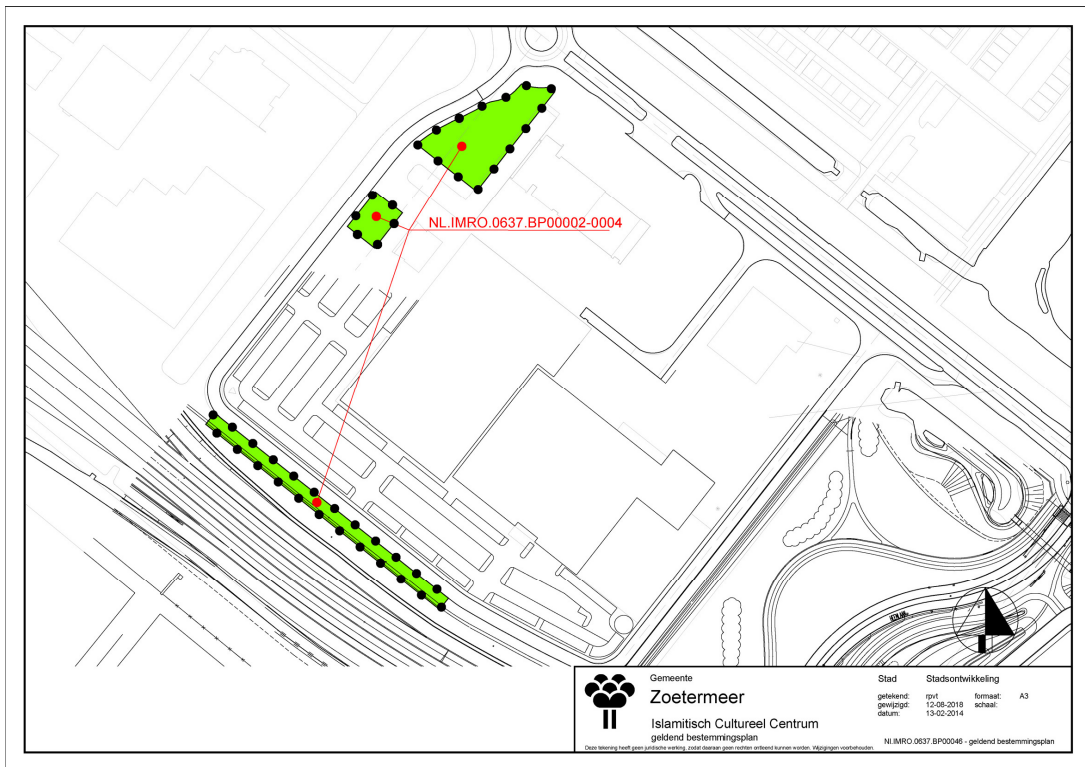 NL.IMRO.0637.BP00002-0004
Gemeente
Zoetermeer
Islamitisch Cultureel Centrum
geldend bestemmingsplan
Stad Stadsontwikkeling
getekend: rpvt formaat: A3
gewijzigd: 12-08-2018 schaal:
datum: 13-02-2014
Deze tekening heeft geen juridische werking, zodat daaraan geen rechten ontleend kunnen worden. Wijzigingen voorbehouden.
NI.IMRO.0637.BP00046 - geldend bestemmingsplan